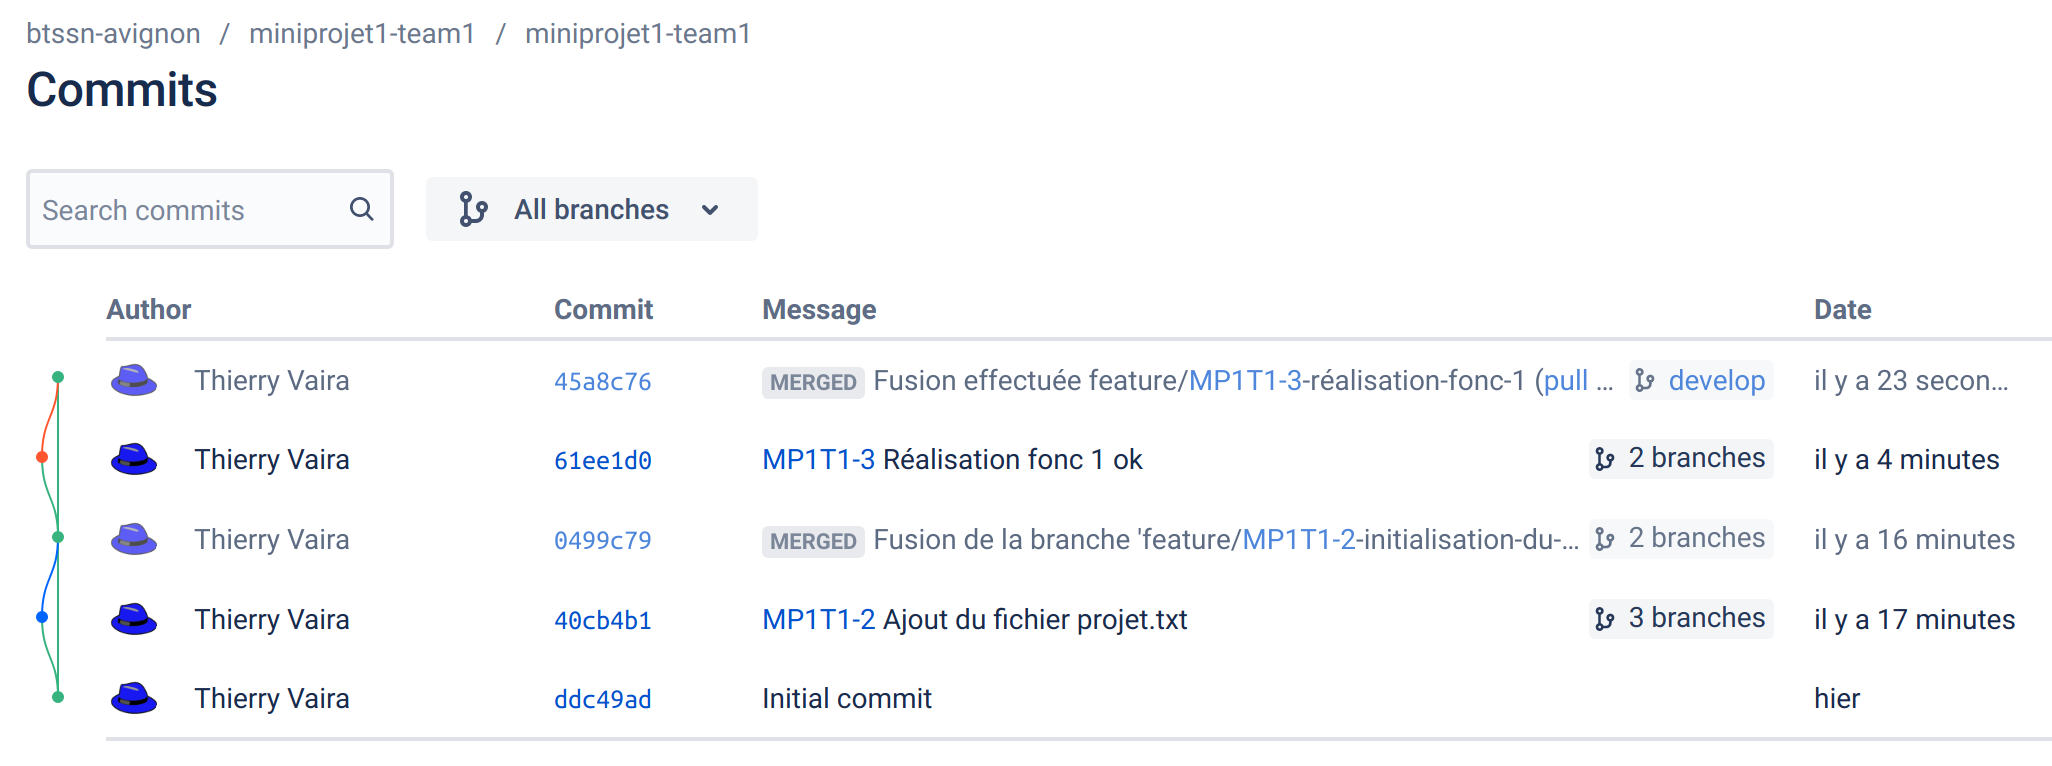 btssn-avignon / miniprojet1-team1 / miniprojet1-team1
Commits
Search commits All branches
Author Commit Message Date
Thierry Vaira 45a8c76 MERGED Fusion effectuée feature/MP1T1-3-réalisation-fonc-1 (pull ... develop il y a 23 secon...
Thierry Vaira 61ee1d0 MP1T1-3 Réalisation fonc 1 ok 2 branches il y a 4 minutes
Thierry Vaira 0499c79 MERGED Fusion de la branche 'feature/MP1T1-2-initialisation-du-... 2 branches il y a 16 minutes
Thierry Vaira 40cb4b1 MP1T1-2 Ajout du fichier projet.txt 3 branches il y a 17 minutes
Thierry Vaira ddc49ad Initial commit hier